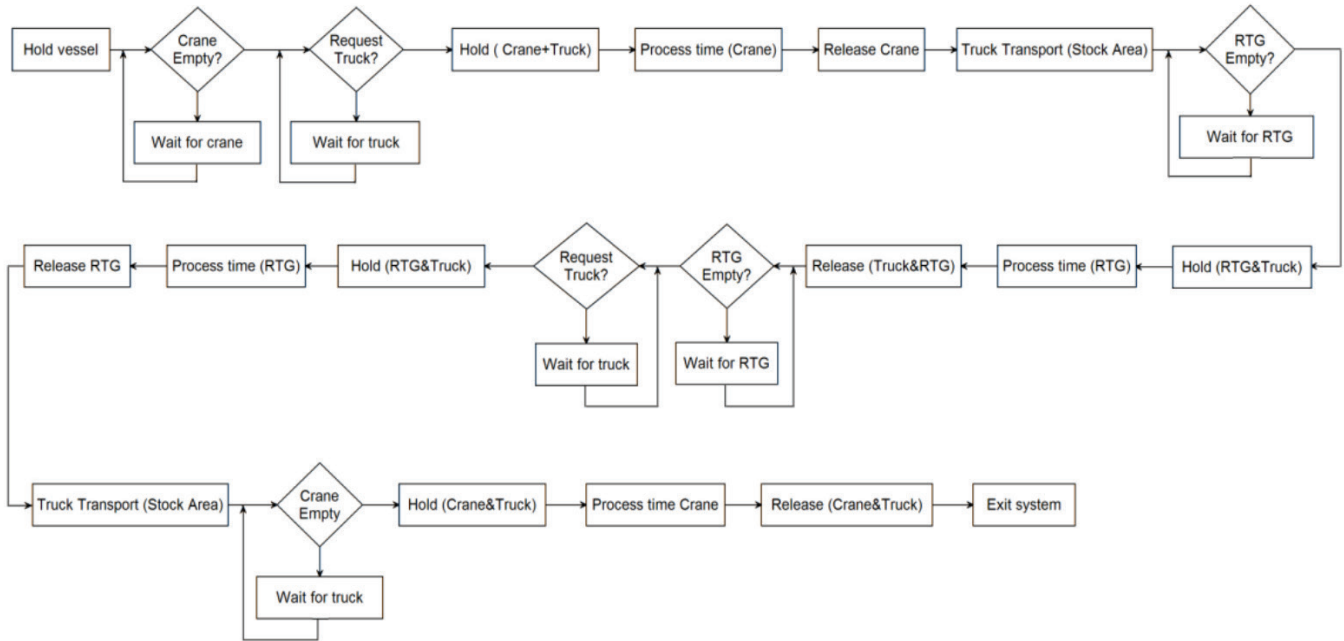 Hold vessel
Crane
Empty?
Request
Truck?
Hold ( Crane+Truck)
Process time (Crane)
Release Crane
Truck Transport (Stock Area)
RTG
Empty?
Wait for crane
Wait for truck
Wait for RTG
Release RTG
Process time (RTG)
Hold (RTG&Truck)
Request
Truck?
RTG
Empty?
Release (Truck&RTG)
Process time (RTG)
Hold (RTG&Truck)
Wait for truck
Wait for RTG
Truck Transport (Stock Area)
Crane
Empty
Hold (Crane&Truck)
Process time Crane
Release (Crane&Truck)
Exit system
Wait for truck